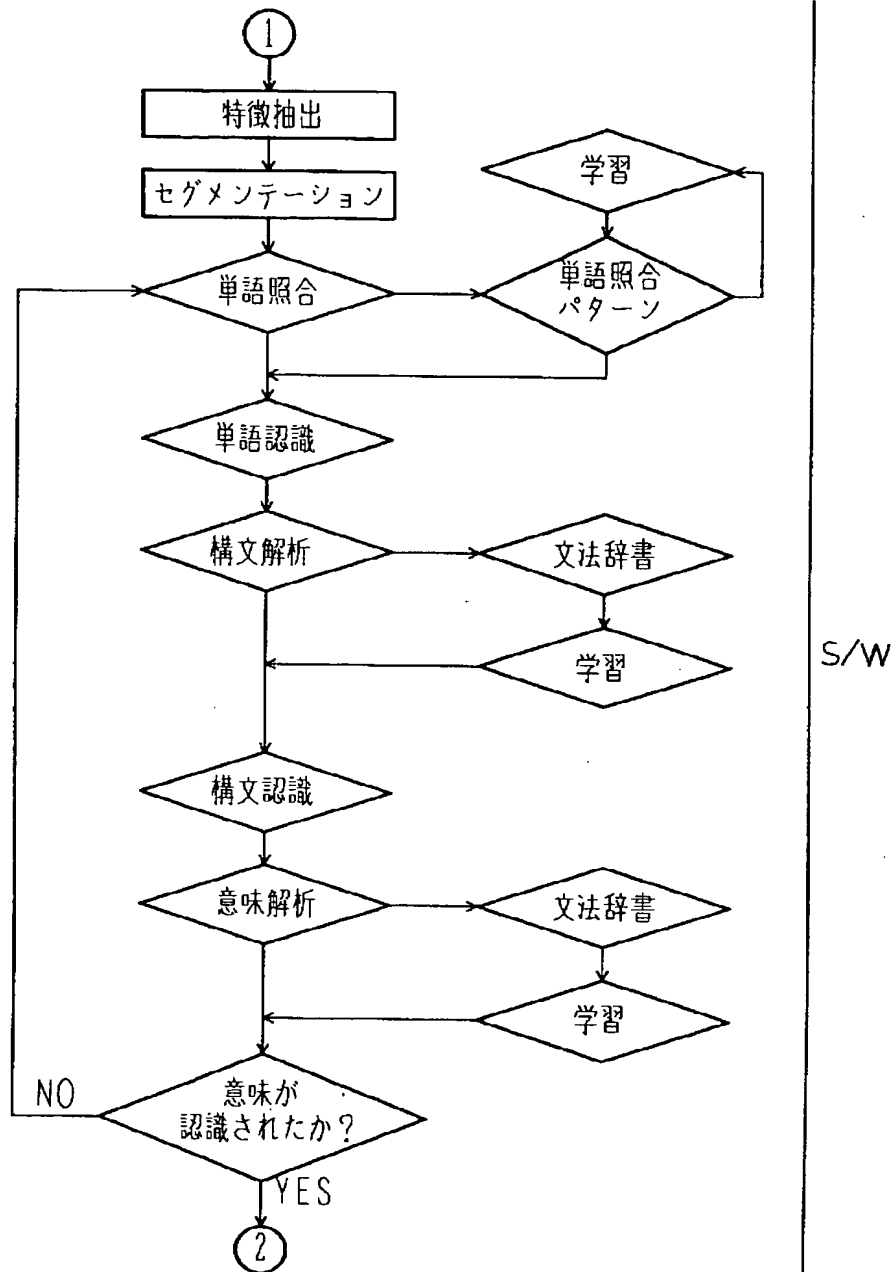 1
特徴抽出
セグメンテーション
学習
単語照合
単語照合
パターン
単語認識
構文解析
文法辞書
学習
S/W
構文認識
意味解析
文法辞書
学習
意味が
認識されたか?
NO
YES
2